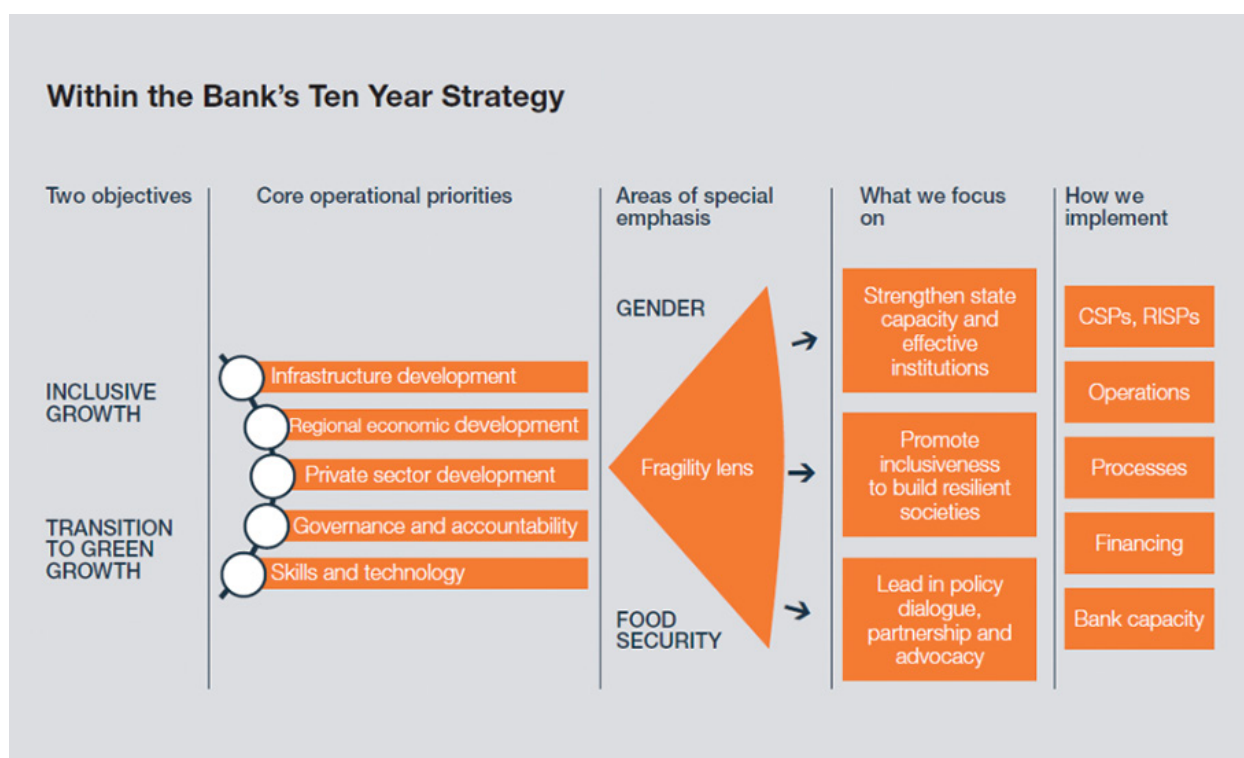 Within the Bank's Ten Year Strategy
Two objectives
Core operational priorities
Areas of special
emphasis
What we focus
on
How we
implement
INCLUSIVE
GROWTH
TRANSITION
TO GREEN
GROWTH
Infrastructure development
Regional economic development
Private sector development
Governance and accountability
Skills and technology
GENDER
Fragility lens
FOOD
SECURITY
Strengthen state
capacity and
effective
institutions
Promote
inclusiveness
to build resilient
societies
Lead in policy
dialogue,
partnership and
advocacy
CSPs, RISPs
Operations
Processes
Financing
Bank capacity